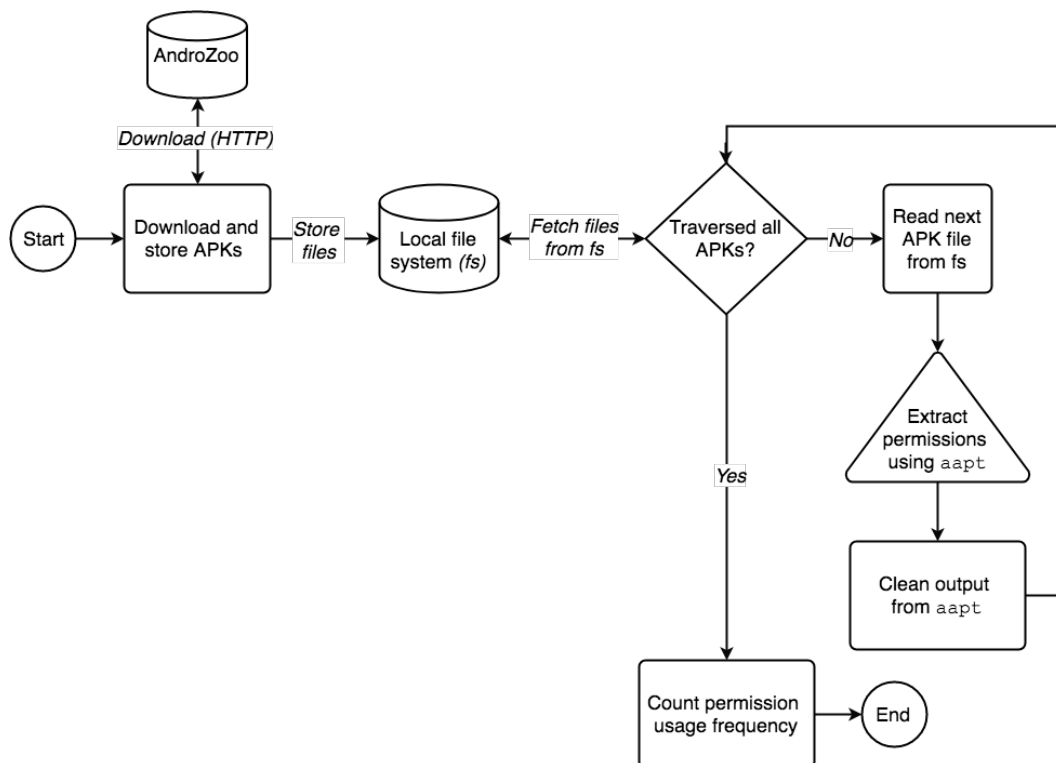 AndroZoo
Download (HTTP)
Start
Download and
store APKs
Store
files
Local file
system (fs)
Fetch files
from fs
Traversed all
APKs?
No
Read next
APK file
from fs
Extract
permissions
using aapt
Yes
Clean output
from aapt
Count permission
usage frequency
End